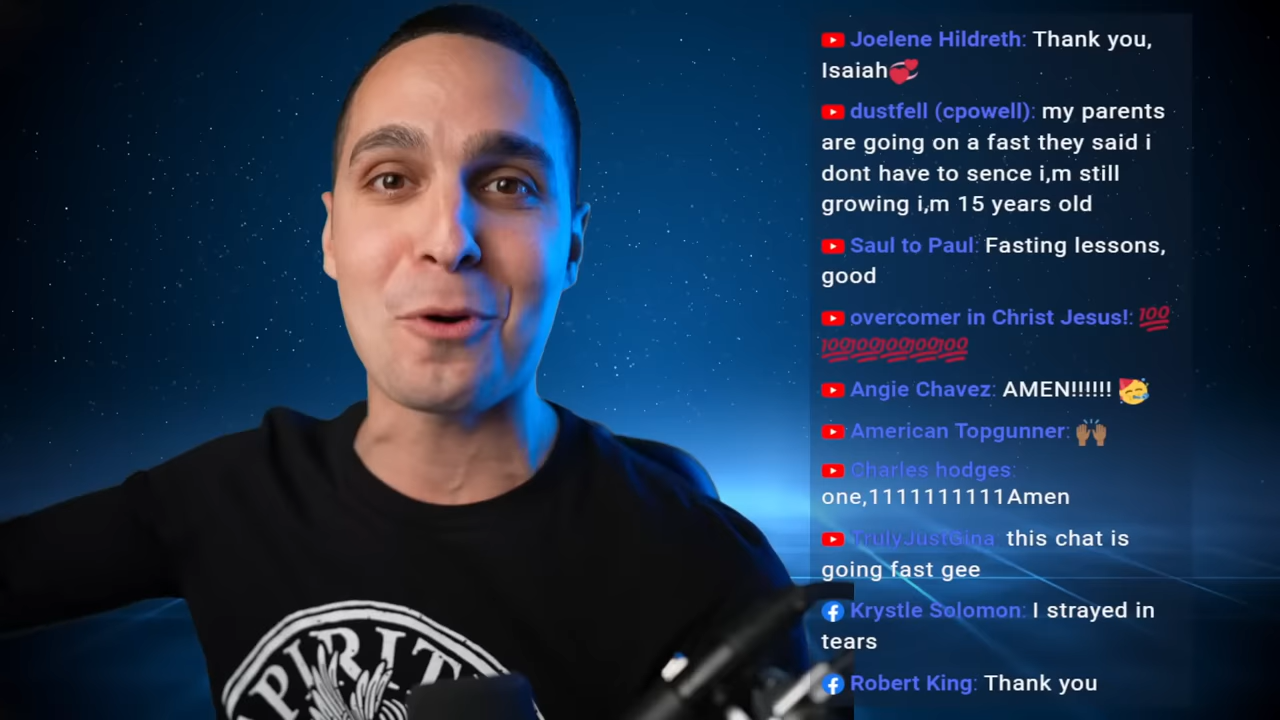 Joelene Hildreth: Thank you,
Isaiah💞
dustfell (cpowell): my parents
are going on a fast they said i
dont have to sence i,m still
growing i,m 15 years old
Saul to Paul: Fasting lessons,
good
overcomer in Christ Jesus!: 💯
💯💯💯💯💯
Angie Chavez: AMEN!!!!!! 🥳
American Topgunner: 🙌🏽
Charles hodges:
one,1111111111Amen
TrulyJustGina: this chat is
going fast gee
Krystle Solomon: I strayed in
tears
Robert King: Thank you
SPIRIT